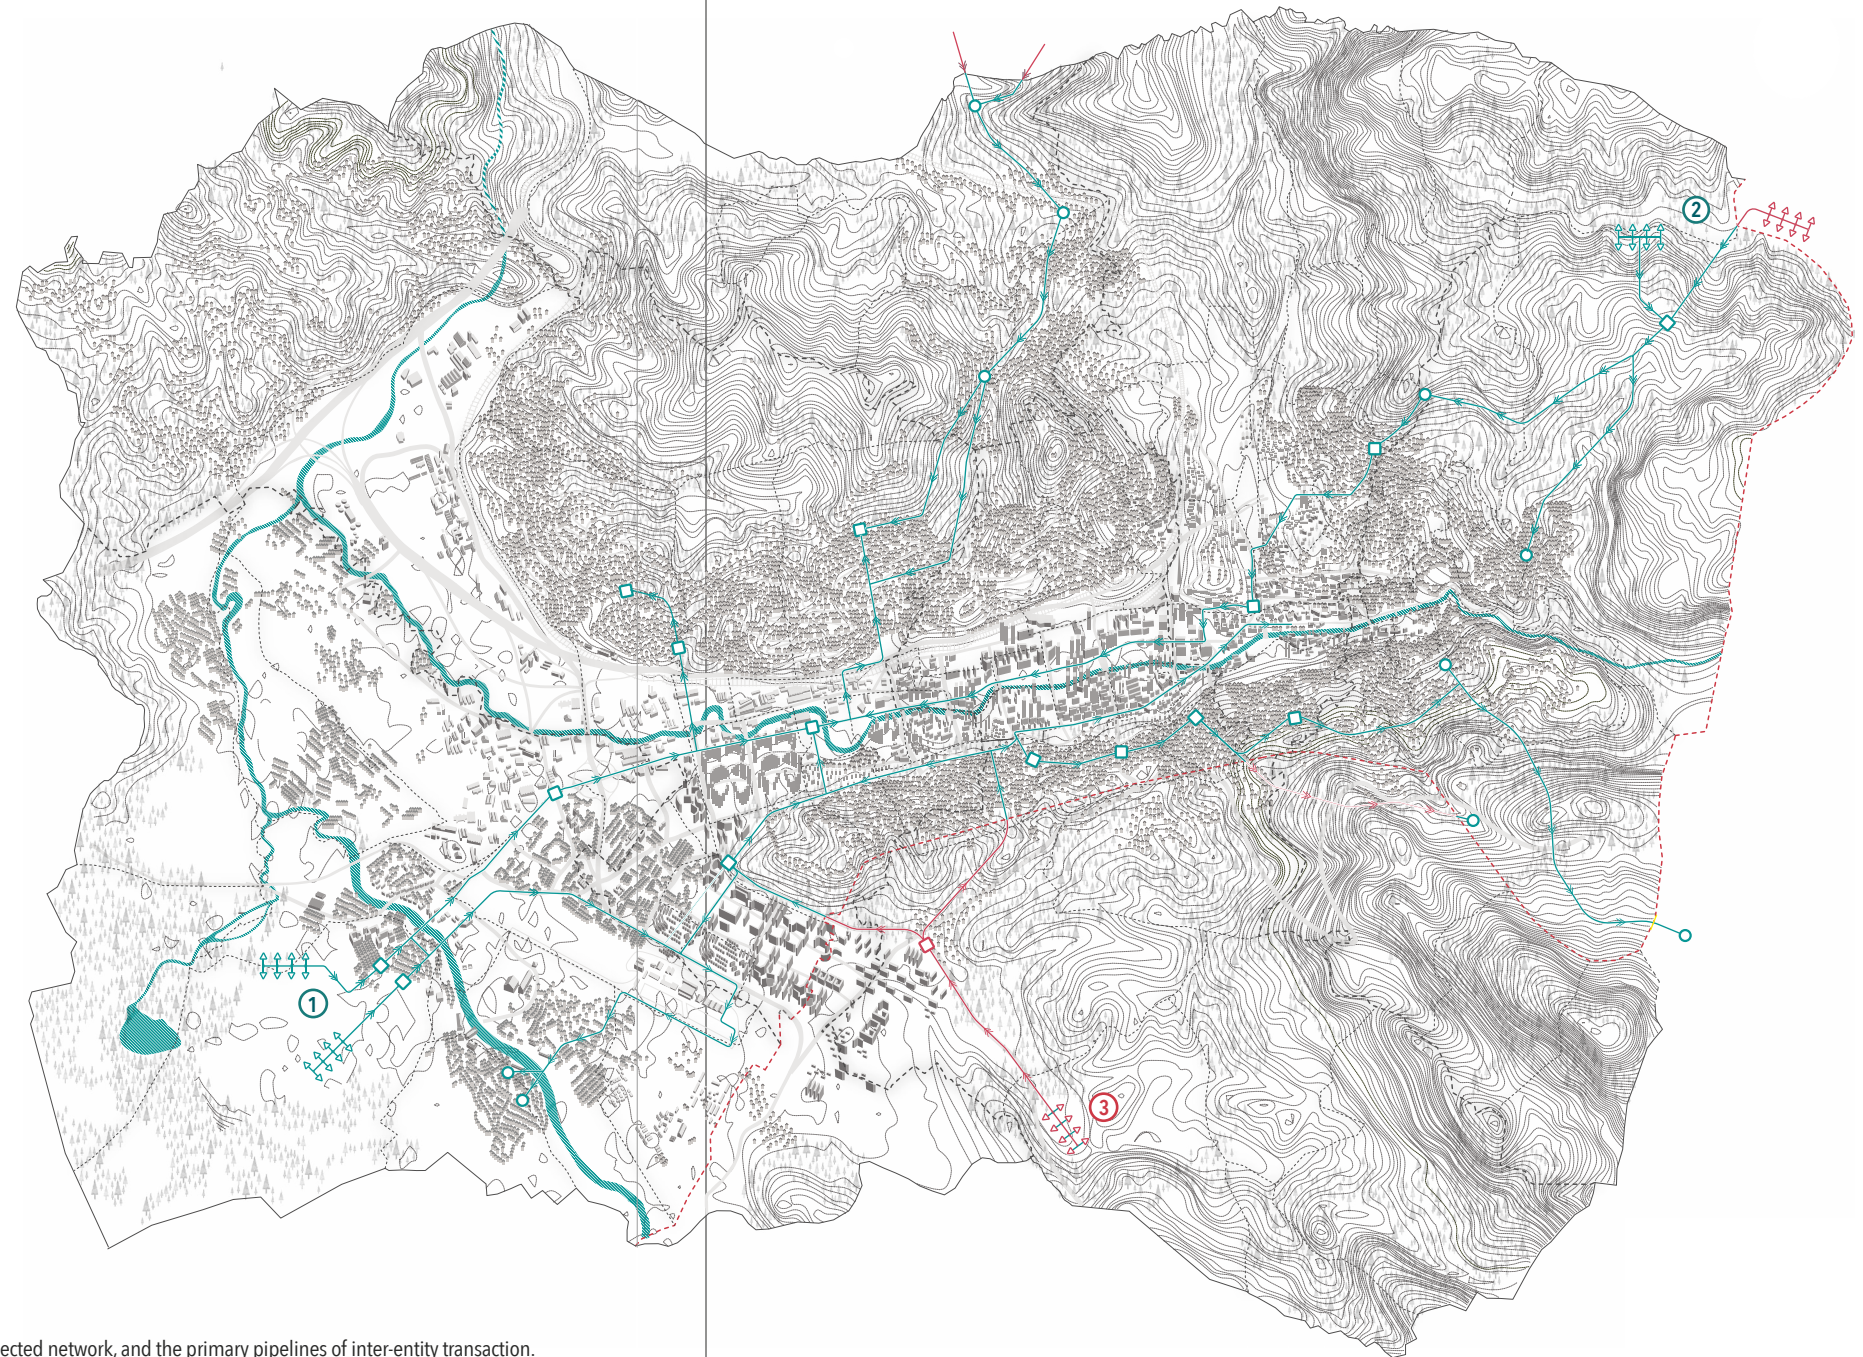 2
1
3
ected network, and the primary pipelines of inter-entity transaction.